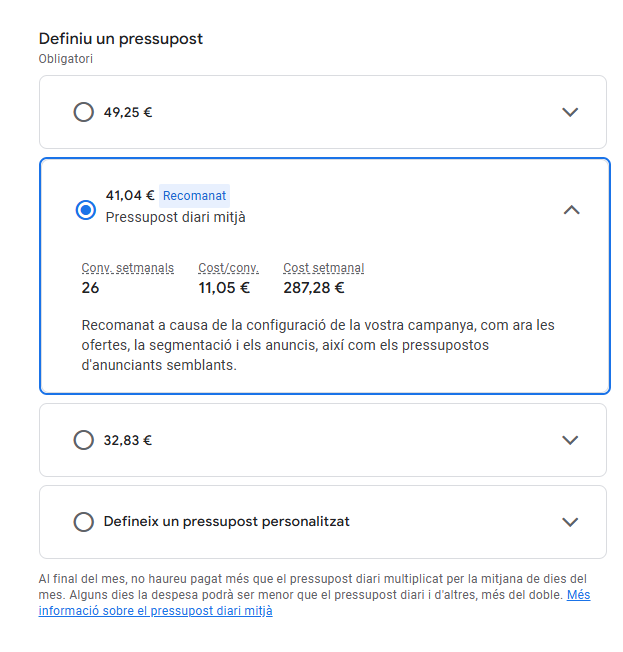 Definiu un pressupost
Obligatori
49,25 €
41,04 € Recomanat
Pressupost diari mitjà
Conv. setmanals Cost/conv. Cost setmanal
26 11,05 € 287,28 €
Recomanat a causa de la configuració de la vostra campanya, com ara les
ofertes, la segmentació i els anuncis, així com els pressupostos
d'anunciants semblants.
32,83 €
Defineix un pressupost personalitzat
Al final del mes, no haureu pagat més que el pressupost diari multiplicat per la mitjana de dies del
mes. Alguns dies la despesa podrà ser menor que el pressupost diari i d'altres, més del doble. Més
informació sobre el pressupost diari mitjà